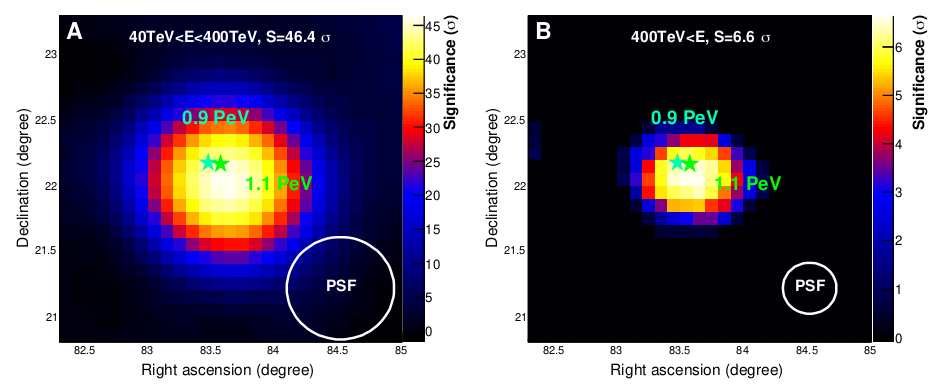 A
40TeV<E<400TeV, S=46.4 σ
0.9 PeV
1.1 PeV
PSF
23
22.5
22
21.5
21
82.5 83 83.5 84 84.5 85
Right ascension (degree)
Declination (degree)
45
40
35
30
25
20
15
10
5
0
Significance (σ)
B
400TeV<E, S=6.6 σ
0.9 PeV
1.1 PeV
PSF
23
22.5
22
21.5
21
82.5 83 83.5 84 84.5 85
Right ascension (degree)
Declination (degree)
6
5
4
3
2
1
0
Significance (σ)